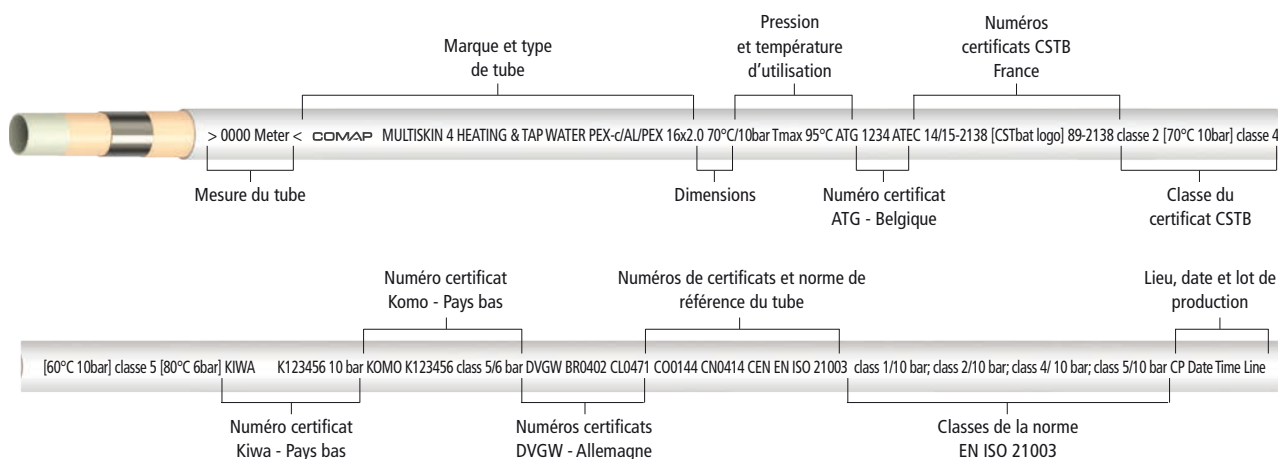 Marque et type
de tube
Pression
et température
d'utilisation
Numéros
certificats CSTB
France
> 0000 Meter < COMAP MULTISKIN 4 HEATING & TAP WATER PEX-c/AL/PEX 16x2.0 70°C/10bar Tmax 95°C ATG 1234 ATEC 14/15-2138 [CSTbat logo] 89-2138 classe 2 [70°C 10bar] classe 4
Mesure du tube
Dimensions
Numéro certificat
ATG - Belgique
Classe du
certificat CSTB
Numéro certificat
Komo - Pays bas
Numéros de certificats et norme de
référence du tube
Lieu, date et lot de
production
[60°C 10bar] classe 5 [80°C 6bar] KIWA K123456 10 bar KOMO K123456 class 5/6 bar DVGW BR0402 CL0471 CO0144 CN0414 CEN EN ISO 21003 class 1/10 bar; class 2/10 bar; class 4/ 10 bar; class 5/10 bar CP Date Time Line
Numéro certificat
Kiwa - Pays bas
Numéros certificats
DVGW - Allemagne
Classes de la norme
EN ISO 21003